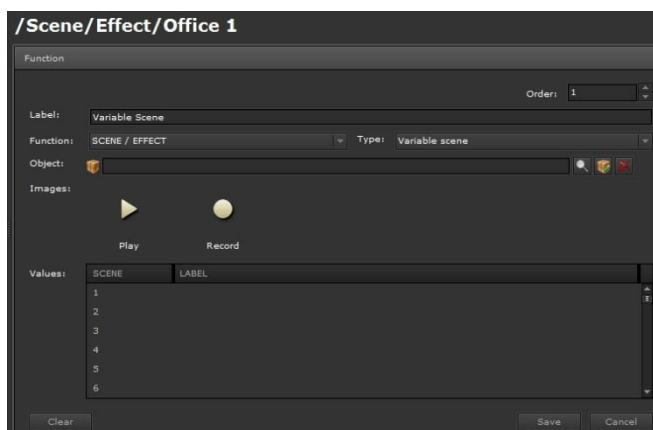 /Scene/Effect/Office 1
Function
Order: 1
Label: Variable Scene
Function: SCENE / EFFECT Type: Variable scene
Object:
Images:
Play Record
Values: SCENE LABEL
1
2
3
4
5
6
Clear Save Cancel